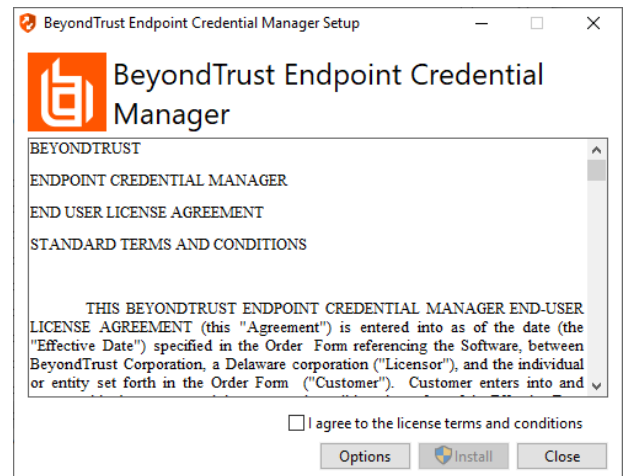 BeyondTrust Endpoint Credential Manager Setup
BeyondTrust Endpoint Credential
Manager
BEYONDTRUST
ENDPOINT CREDENTIAL MANAGER
END USER LICENSE AGREEMENT
STANDARD TERMS AND CONDITIONS
THIS BEYONDTRUST ENDPOINT CREDENTIAL MANAGER END-USER
LICENSE AGREEMENT (this "Agreement") is entered into as of the date (the
"Effective Date") specified in the Order Form referencing the Software, between
BeyondTrust Corporation, a Delaware corporation ("Licensor"), and the individual
or entity set forth in the Order Form ("Customer"). Customer enters into and
I agree to the license terms and conditions
Options
Install
Close